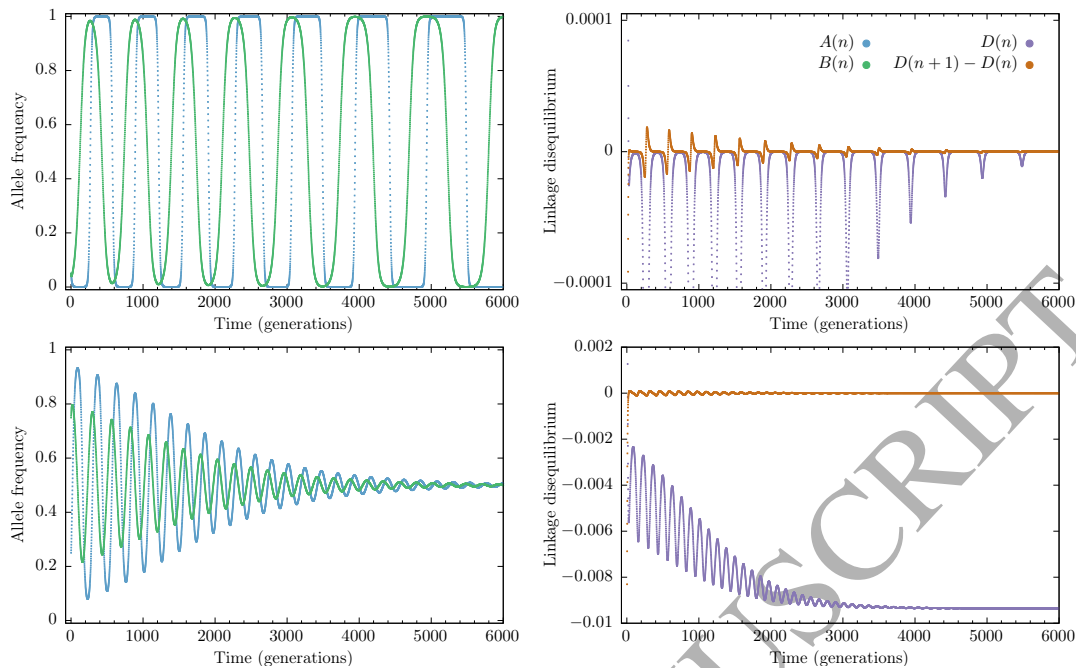 1
0.8
0.6
0.4
0.2
0
Allele frequency
0 1000 2000 3000 4000 5000 6000
Time (generations)
0.0001
0
−0.0001
Linkage disequilibrium
A(n)
B(n)
D(n)
D(n + 1) − D(n)
0 1000 2000 3000 4000 5000 6000
Time (generations)
1
0.8
0.6
0.4
0.2
0
Allele frequency
0 1000 2000 3000 4000 5000 6000
Time (generations)
0.002
0
−0.002
−0.004
−0.006
−0.008
−0.01
Linkage disequilibrium
0 1000 2000 3000 4000 5000 6000
Time (generations)
USCRIPT